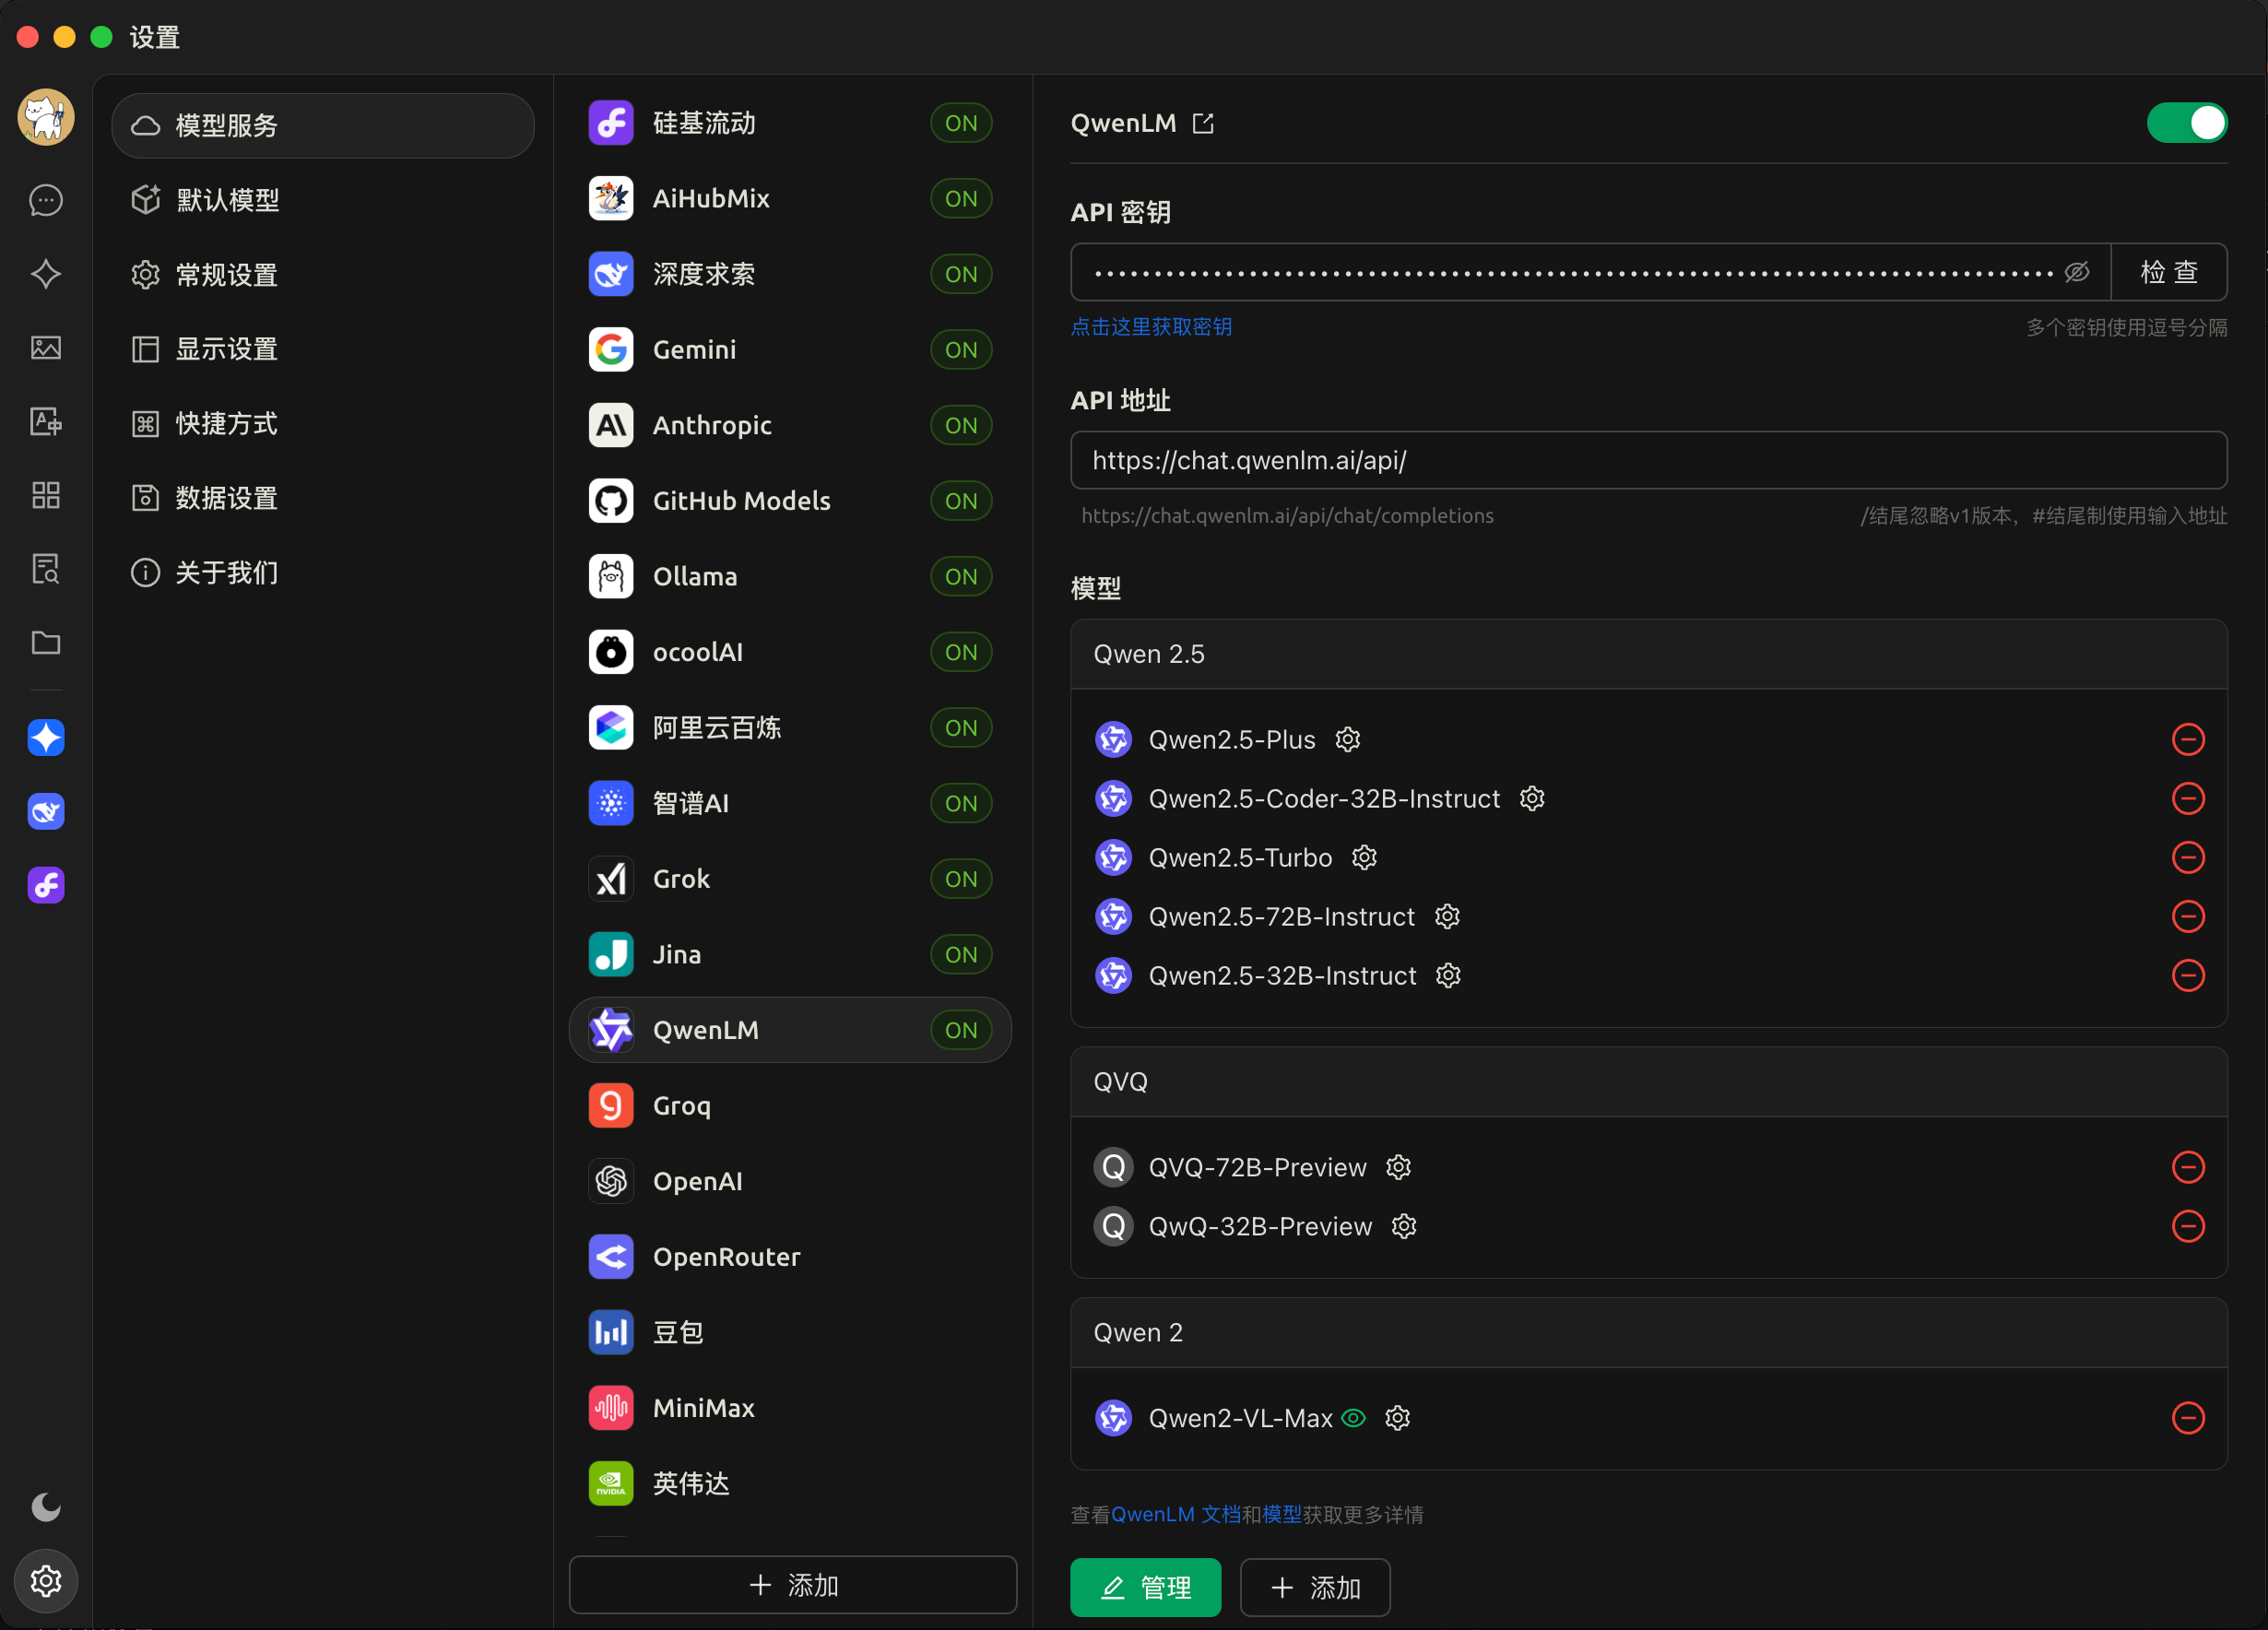 设置
模型服务
默认模型
常规设置
显示设置
快捷方式
数据设置
关于我们
硅基流动 ON
AiHubMix ON
深度求索 ON
Gemini ON
Anthropic ON
GitHub Models ON
Ollama ON
ocoolAI ON
阿里云百炼 ON
智谱AI ON
Grok ON
Jina ON
QwenLM ON
Groq
OpenAI
OpenRouter
豆包
MiniMax
英伟达
添加
QwenLM
API 密钥
检 查
点击这里获取密钥 多个密钥使用逗号分隔
API 地址
https://chat.qwenlm.ai/api/
https://chat.qwenlm.ai/api/chat/completions /结尾忽略v1版本，#结尾制使用输入地址
模型
Qwen 2.5
Qwen2.5-Plus
Qwen2.5-Coder-32B-Instruct
Qwen2.5-Turbo
Qwen2.5-72B-Instruct
Qwen2.5-32B-Instruct
QVQ
Q QVQ-72B-Preview
Q QwQ-32B-Preview
Qwen 2
Qwen2-VL-Max
查看QwenLM 文档和模型获取更多详情
管理 添加